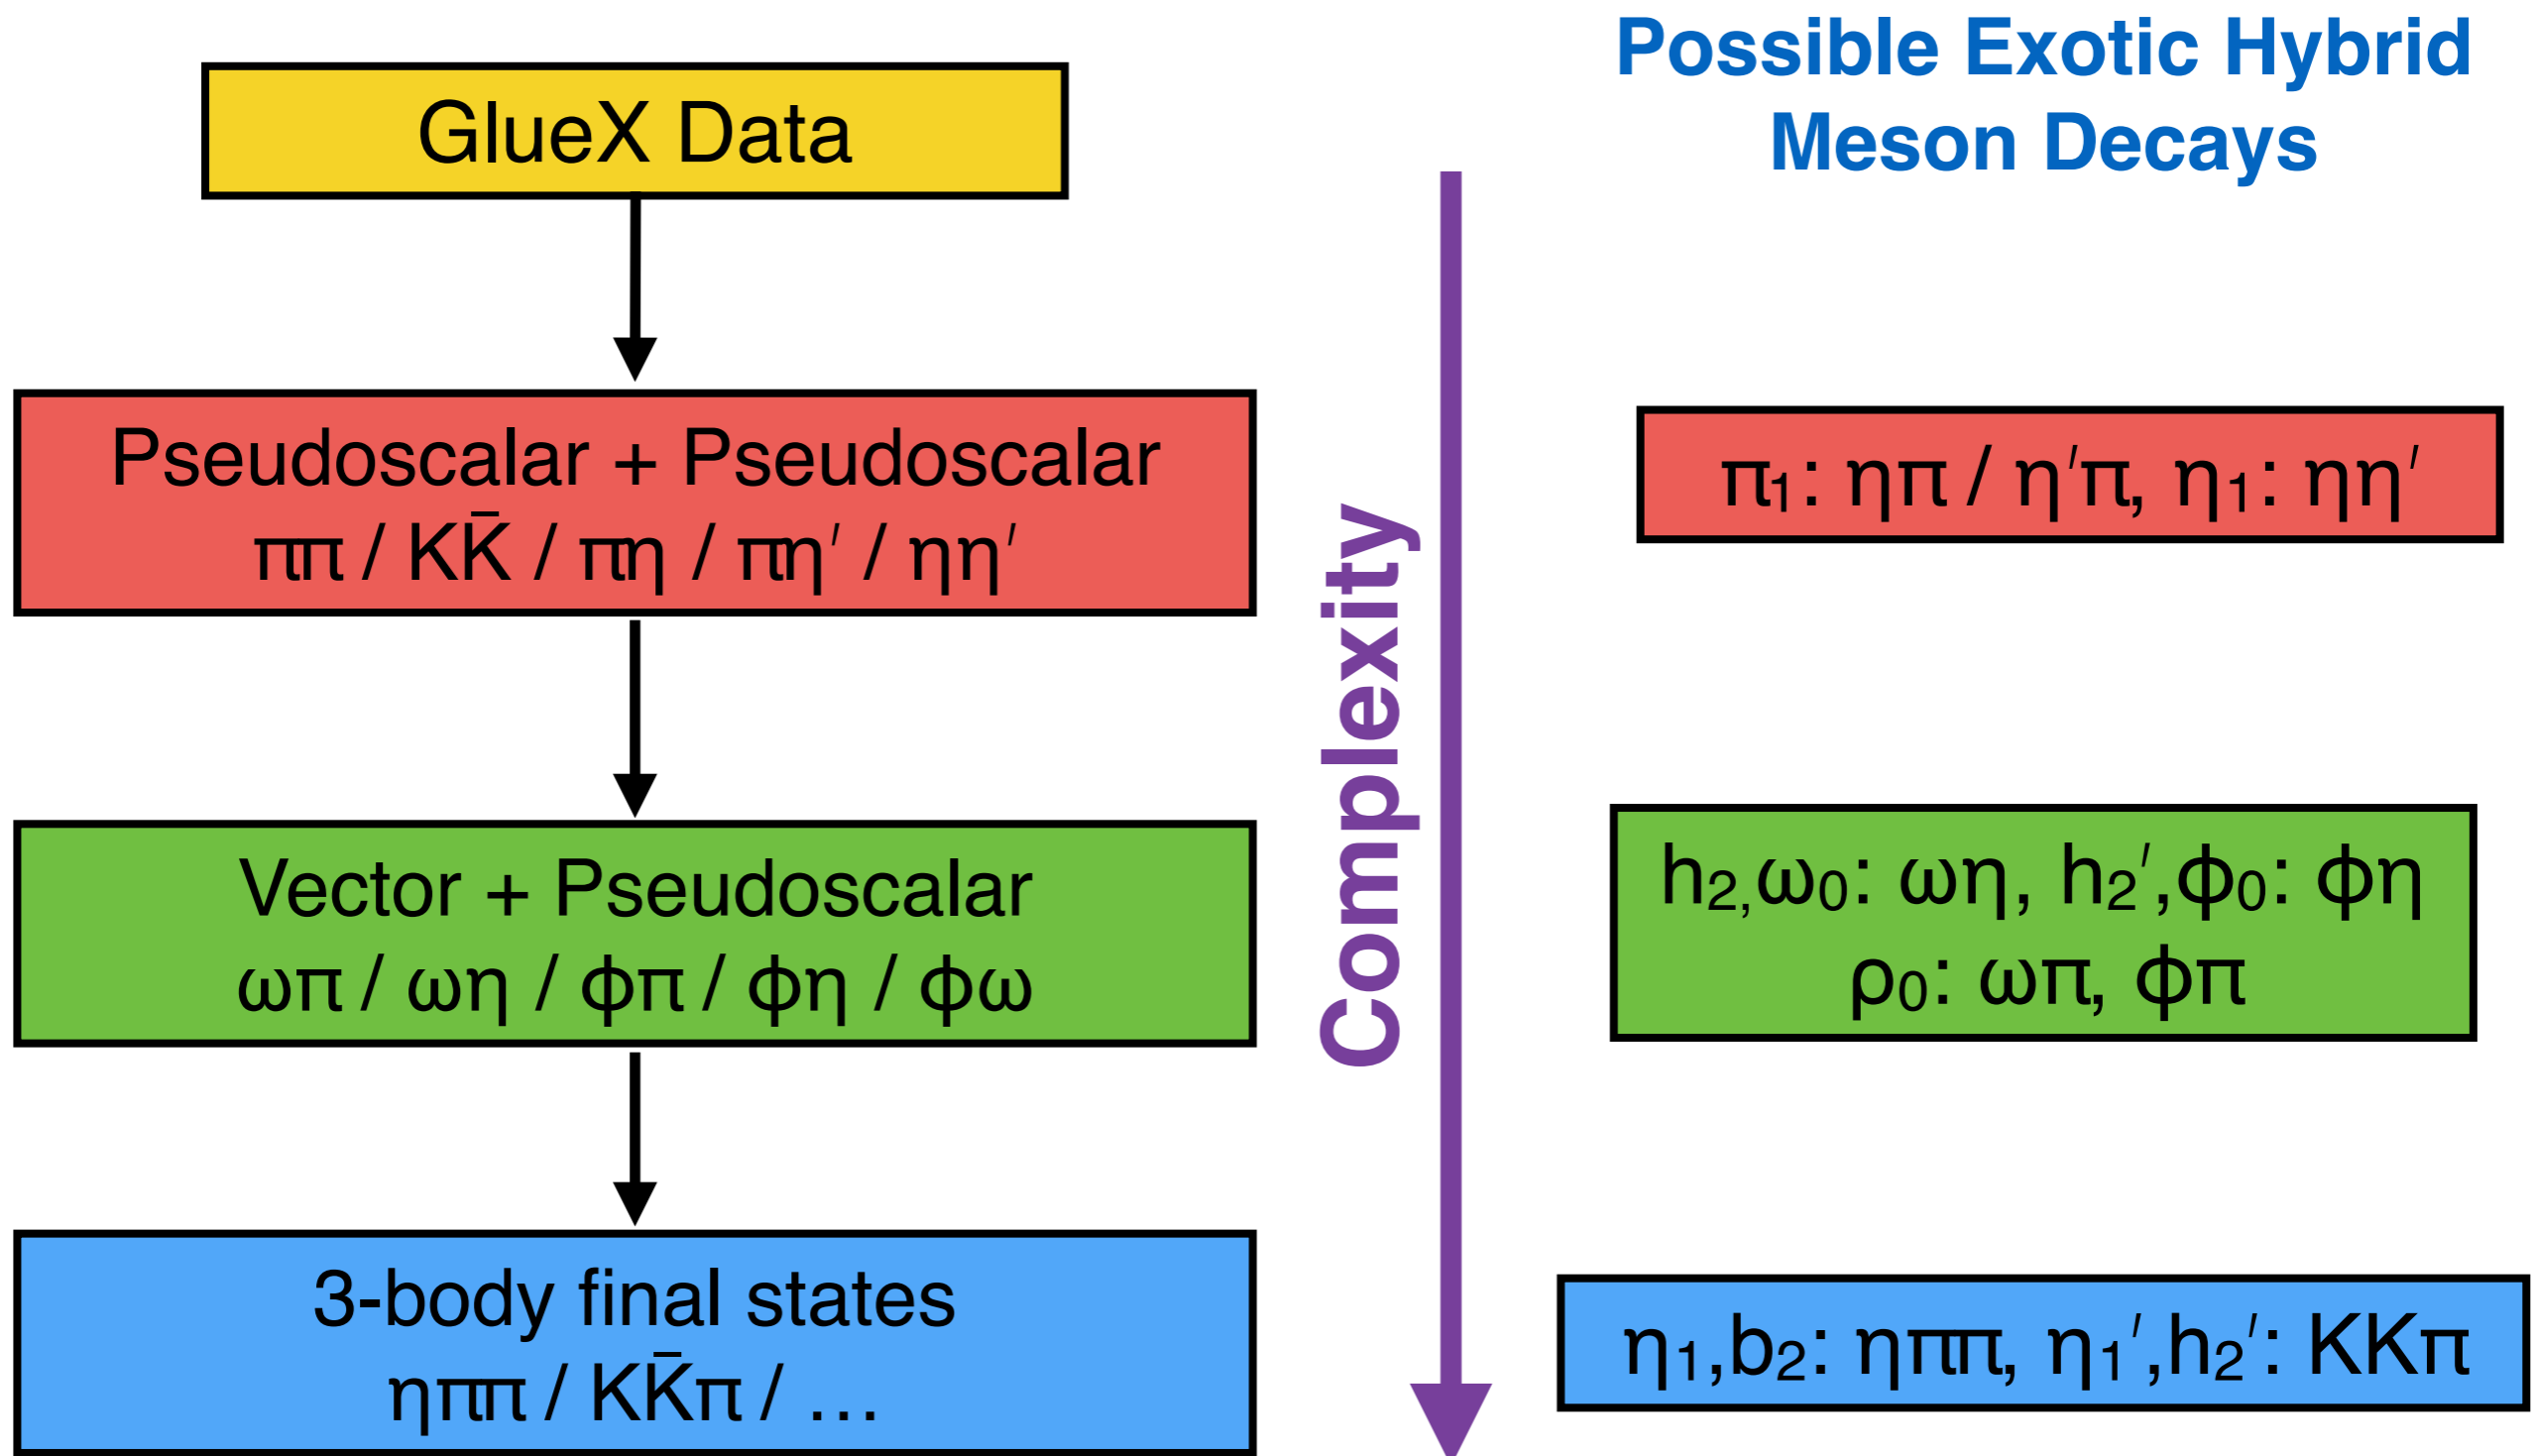 Possible Exotic Hybrid
Meson Decays
GlueX Data
Pseudoscalar + Pseudoscalar
ππ / KK̄ / πη / πη′ / ηη′
π₁: ηπ / η′π, η₁: ηη′
Complexity
Vector + Pseudoscalar
ωπ / ωη / ϕπ / ϕη / ϕω
h₂,ω₀: ωη, h₂′,ϕ₀: ϕη
ρ₀: ωπ, ϕπ
3-body final states
ηππ / KK̄π / …
η₁,b₂: ηππ, η₁′,h₂′: KKπ